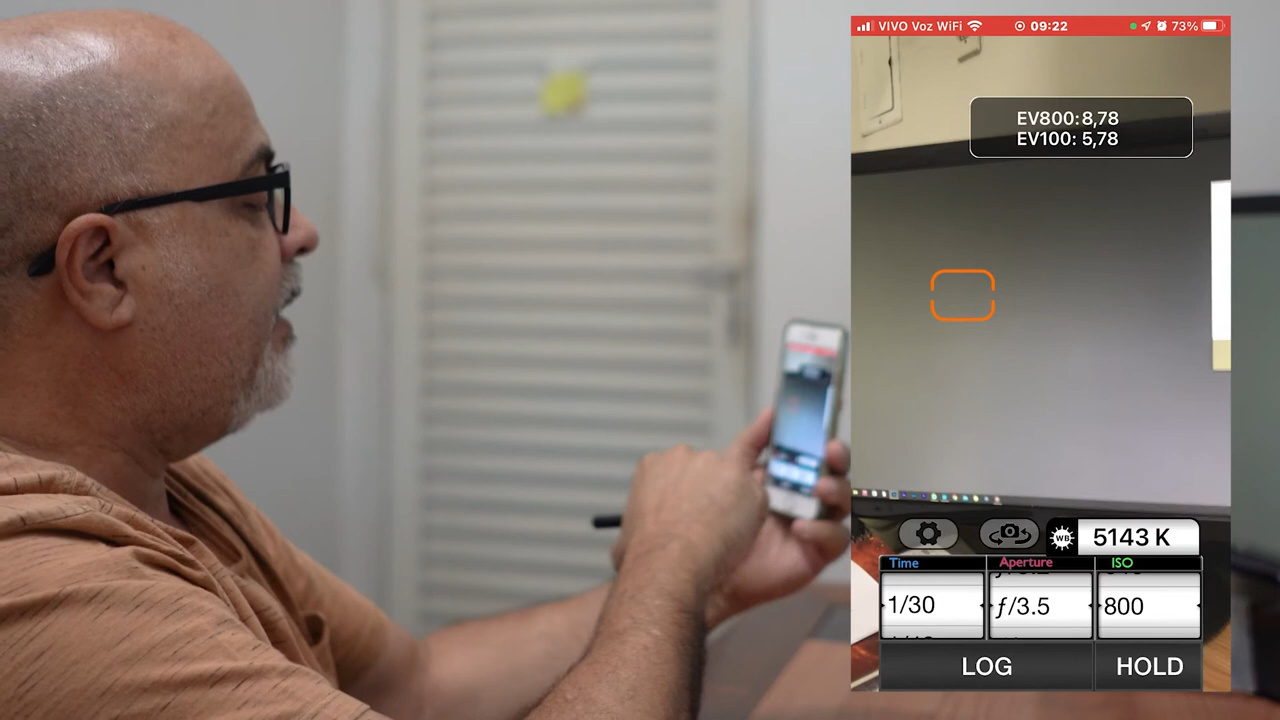 VIVO Voz WiFi 09:22 73%
EV800: 8,78
EV100: 5,78
WB 5143 K
Time Aperture ISO
1/30 ƒ/3.5 800
LOG HOLD